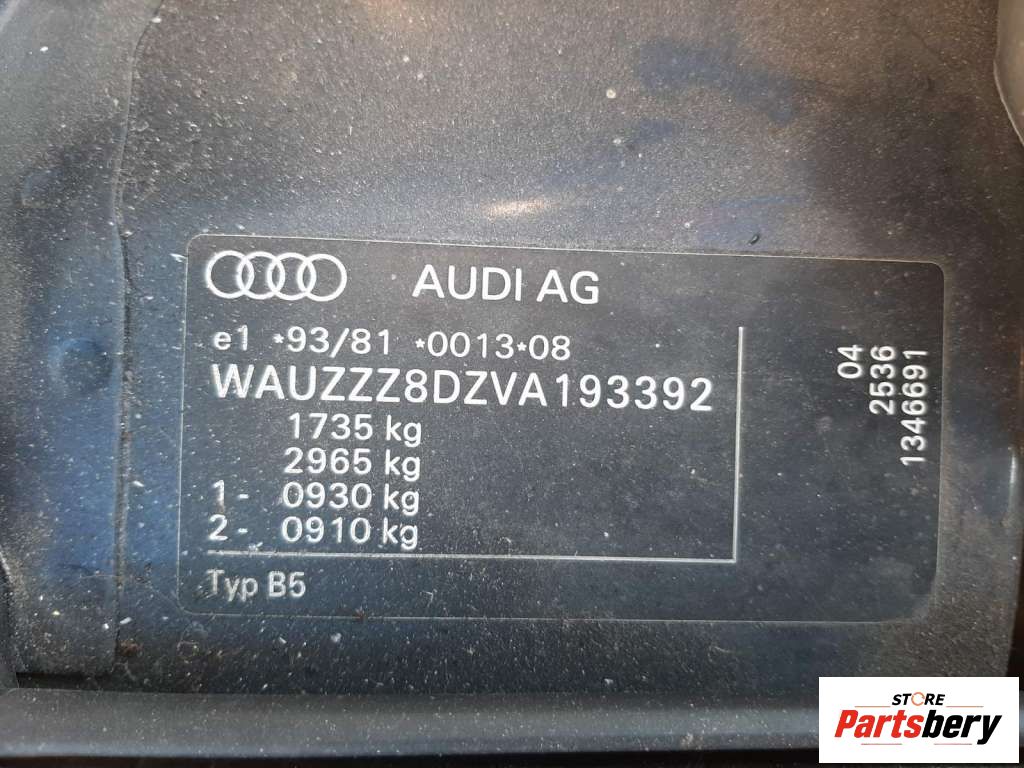 AUDI AG
e1 *93/81 *0013*08
WAUZZZ8DZVA193392
1735 kg
2965 kg
1- 0930 kg
2- 0910 kg
Typ B5
04
2536
1346691
STORE
Partsbery